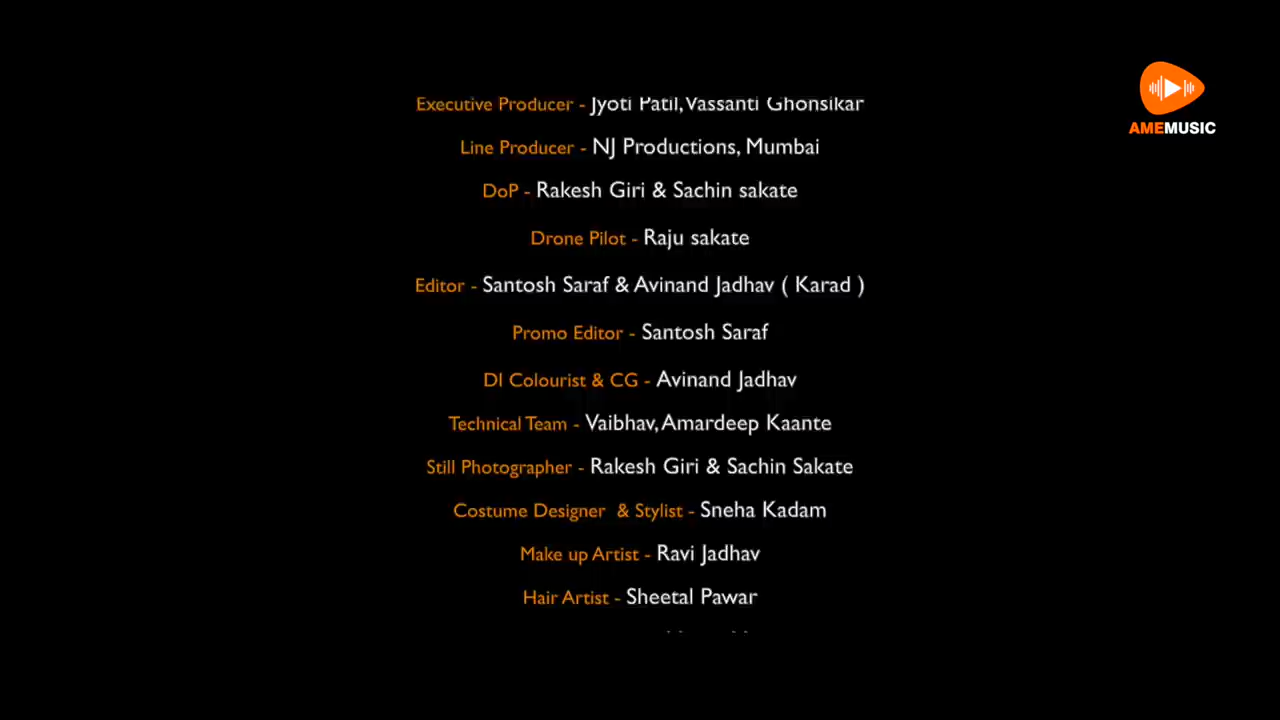 Executive Producer - Jyoti Patil, Vassanti Ghonsikar
Line Producer - NJ Productions, Mumbai
DoP - Rakesh Giri & Sachin sakate
Drone Pilot - Raju sakate
Editor - Santosh Saraf & Avinand Jadhav ( Karad )
Promo Editor - Santosh Saraf
DI Colourist & CG - Avinand Jadhav
Technical Team - Vaibhav, Amardeep Kaante
Still Photographer - Rakesh Giri & Sachin Sakate
Costume Designer  & Stylist - Sneha Kadam
Make up Artist - Ravi Jadhav
Hair Artist - Sheetal Pawar
AMEMUSIC